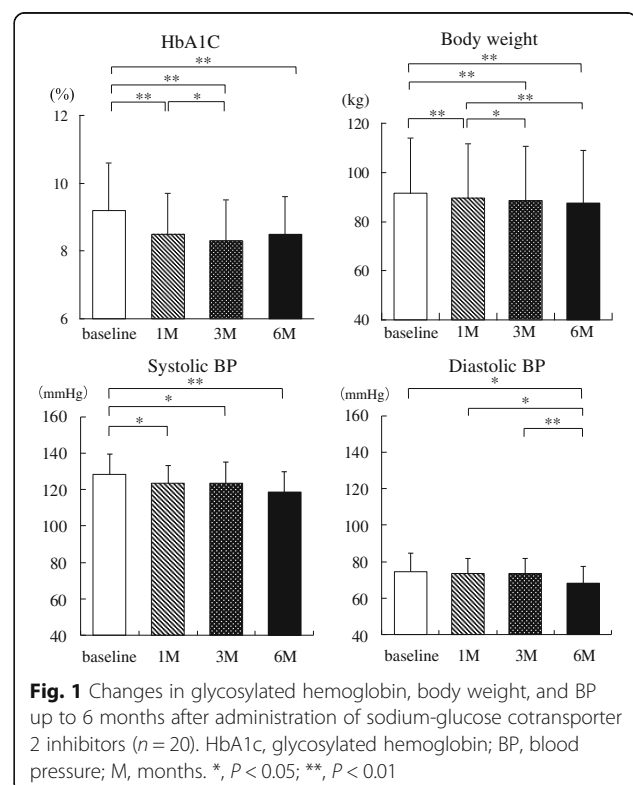 HbA1C
**
**
** *
(%)
12
10
8
6
baseline 1M 3M 6M
Body weight
**
**
**
** *
(kg)
120
100
80
60
40
baseline 1M 3M 6M
Systolic BP
**
*
*
(mmHg)
160
140
120
100
80
60
40
baseline 1M 3M 6M
Diastolic BP
*
*
**
(mmHg)
160
140
120
100
80
60
40
baseline 1M 3M 6M
Fig. 1 Changes in glycosylated hemoglobin, body weight, and BP
up to 6 months after administration of sodium-glucose cotransporter
2 inhibitors (n = 20). HbA1c, glycosylated hemoglobin; BP, blood
pressure; M, months. *, P < 0.05; **, P < 0.01